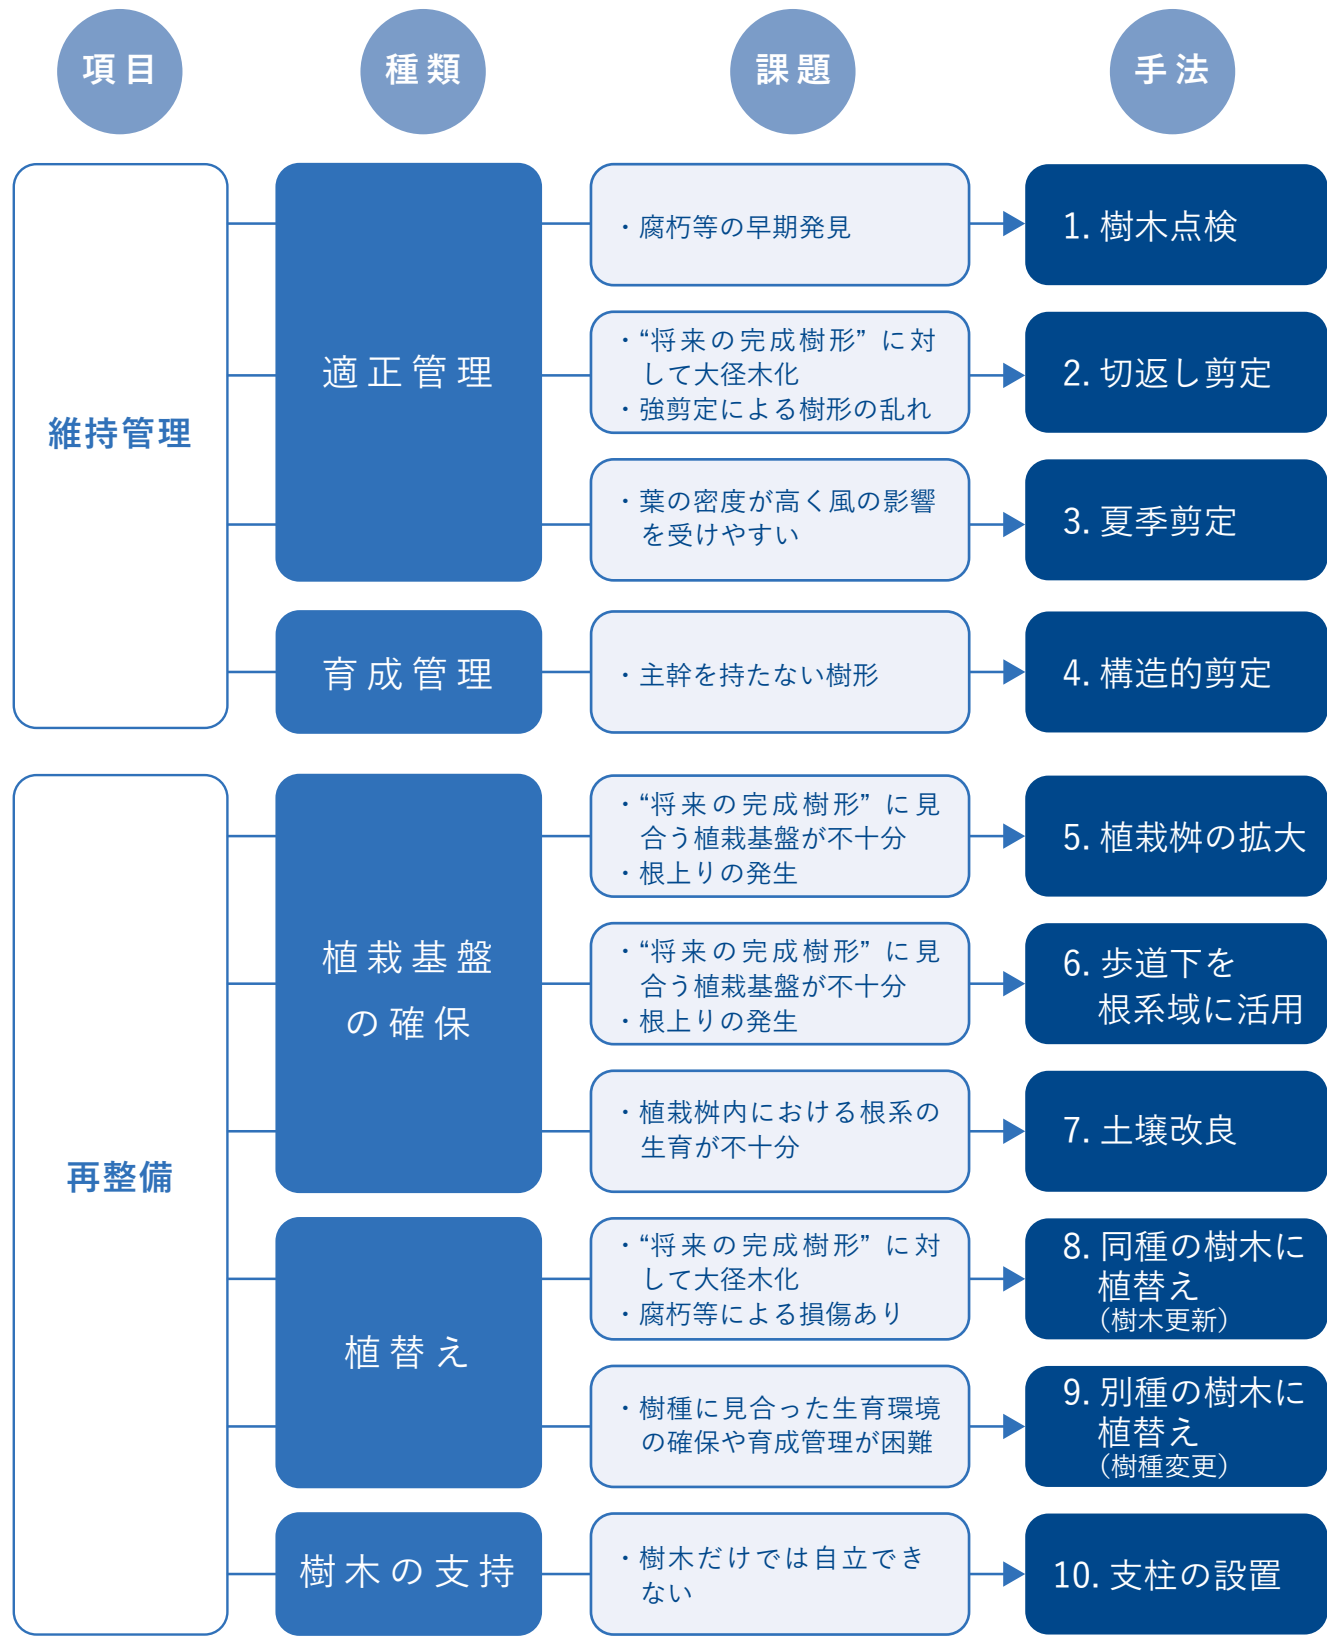 項目
種類
課題
手法
維持管理
適正管理
・腐朽等の早期発見
1. 樹木点検
・“将来の完成樹形” に対
して大径木化
・強剪定による樹形の乱れ
2. 切返し剪定
・葉の密度が高く風の影響
を受けやすい
3. 夏季剪定
育成管理
・主幹を持たない樹形
4. 構造的剪定
再整備
植栽基盤
の確保
・“将来の完成樹形” に見
合う植栽基盤が不十分
・根上りの発生
5. 植栽桝の拡大
・“将来の完成樹形” に見
合う植栽基盤が不十分
・根上りの発生
6. 歩道下を
根系域に活用
・植栽桝内における根系の
生育が不十分
7. 土壌改良
植替え
・“将来の完成樹形” に対
して大径木化
・腐朽等による損傷あり
8. 同種の樹木に
植替え
（樹木更新）
・樹種に見合った生育環境
の確保や育成管理が困難
9. 別種の樹木に
植替え
（樹種変更）
樹木の支持
・樹木だけでは自立でき
ない
10. 支柱の設置